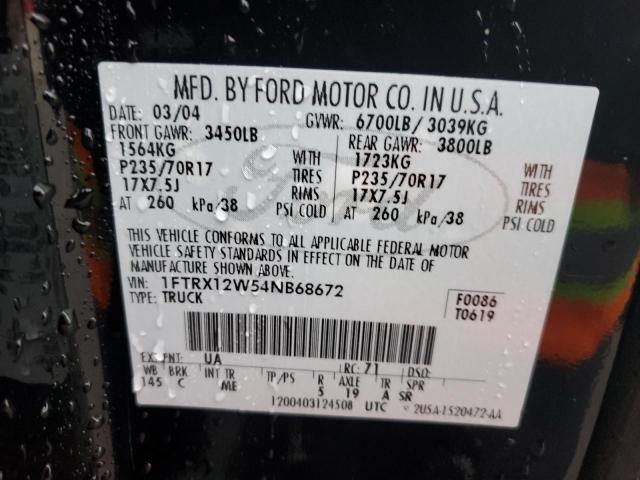 MFD. BY FORD MOTOR CO. IN U.S.A.
DATE: 03/04 GVWR: 6700LB/ 3039KG
FRONT GAWR: 3450LB REAR GAWR: 3800LB
1564KG WITH 1723KG WITH
P235/70R17 TIRES P235/70R17 TIRES
17X7.5J RIMS 17X7.5J RIMS
AT 260 kPa/38 PSI COLD AT 260 kPa/38 PSI COLD
Ford
THIS VEHICLE CONFORMS TO ALL APPLICABLE FEDERAL MOTOR
VEHICLE SAFETY STANDARDS IN EFFECT ON THE DATE OF
MANUFACTURE SHOWN ABOVE.
VIN: 1FTRX12W54NB68672 F0086
TYPE: TRUCK T0619
EXT PNT: UA RC: 71 DSO:
WB BRK INT TR TP/PS R AXLE TR SPR
145 C ME 5 19 A SR
1200403124508 UTC 2U5A-1520472-AA